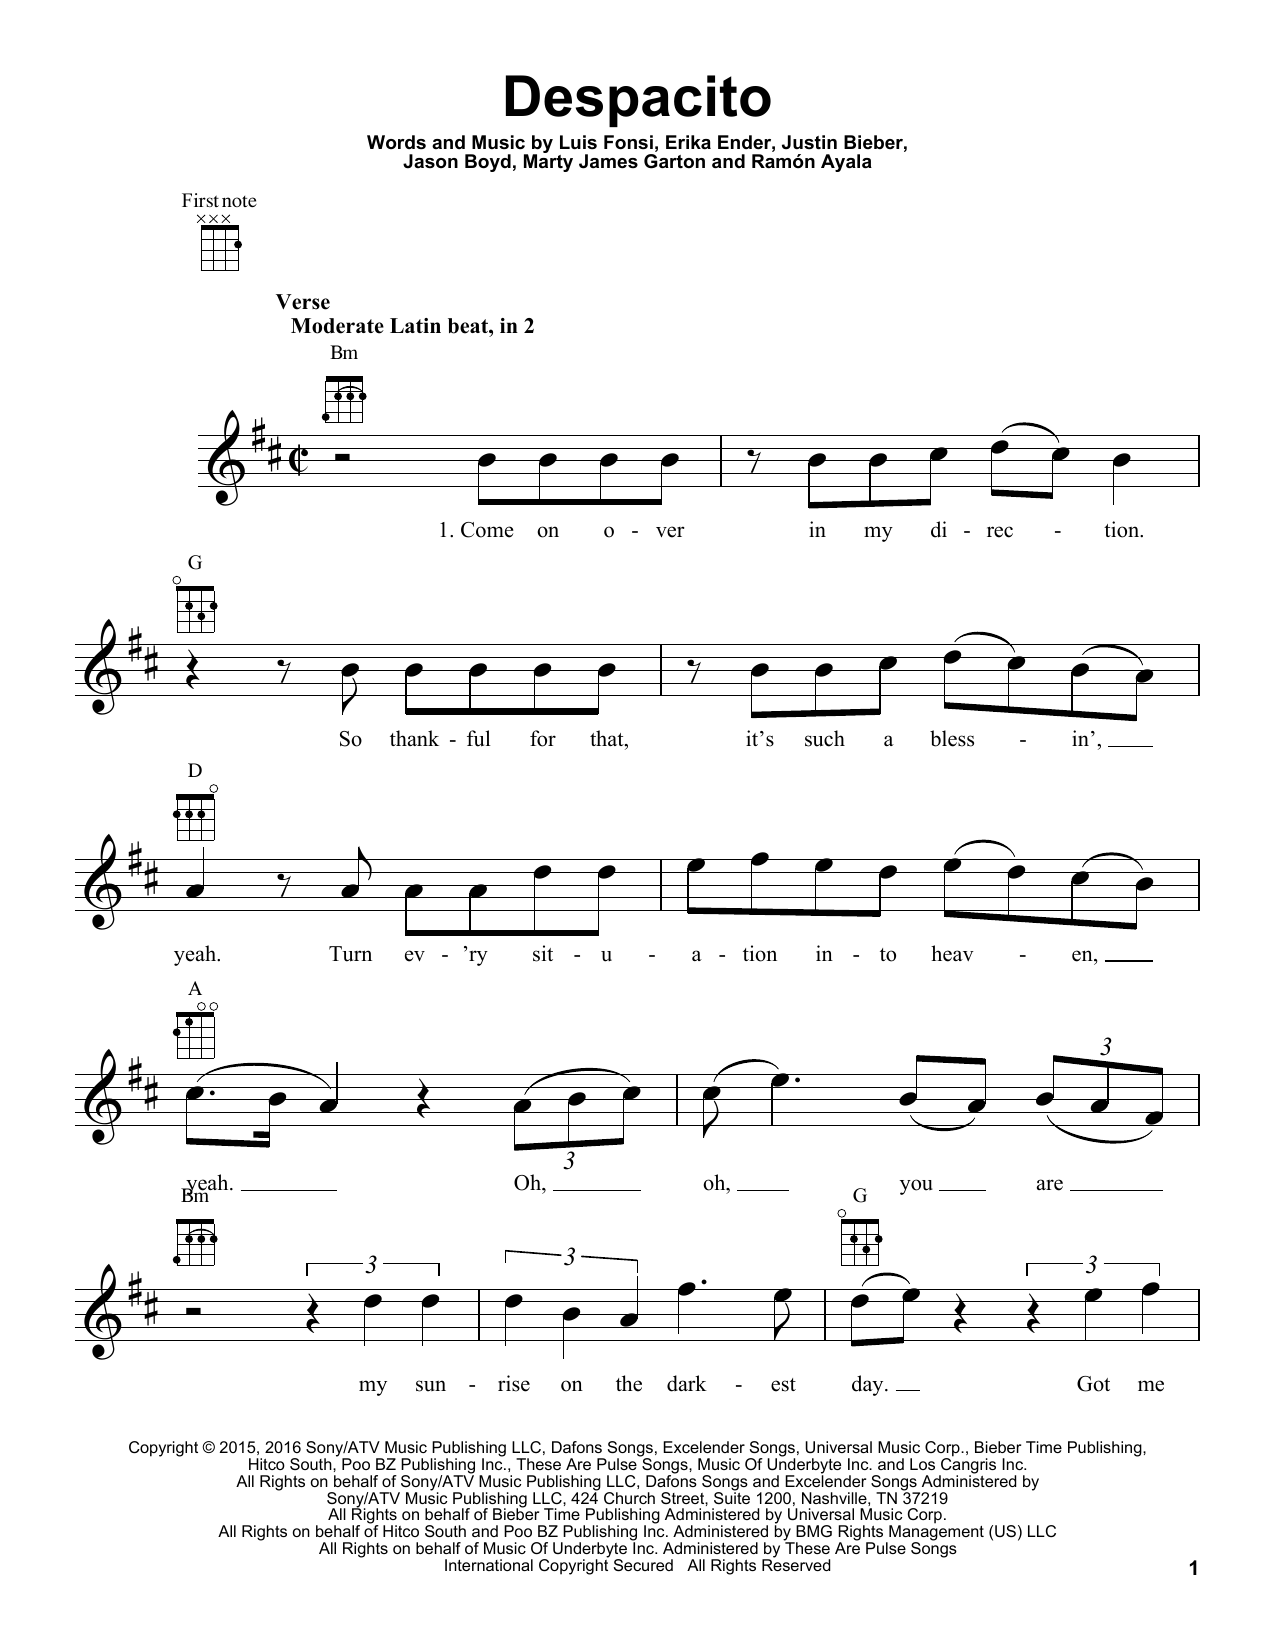 Despacito
Words and Music by Luis Fonsi, Erika Ender, Justin Bieber,
Jason Boyd, Marty James Garton and Ramón Ayala
First note
Verse
Moderate Latin beat, in 2
Bm
1. Come on o - ver in my di - rec - tion.
G
So thank - ful for that, it's such a bless - in',
D
yeah. Turn ev - 'ry sit - u - a - tion in - to heav - en,
A
3
3
yeah. Oh, oh, you are
Bm G
3 3 3
my sun - rise on the dark - est day. Got me
Copyright © 2015, 2016 Sony/ATV Music Publishing LLC, Dafons Songs, Excelender Songs, Universal Music Corp., Bieber Time Publishing,
Hitco South, Poo BZ Publishing Inc., These Are Pulse Songs, Music Of Underbyte Inc. and Los Cangris Inc.
All Rights on behalf of Sony/ATV Music Publishing LLC, Dafons Songs and Excelender Songs Administered by
Sony/ATV Music Publishing LLC, 424 Church Street, Suite 1200, Nashville, TN 37219
All Rights on behalf of Bieber Time Publishing Administered by Universal Music Corp.
All Rights on behalf of Hitco South and Poo BZ Publishing Inc. Administered by BMG Rights Management (US) LLC
All Rights on behalf of Music Of Underbyte Inc. Administered by These Are Pulse Songs
International Copyright Secured All Rights Reserved
1